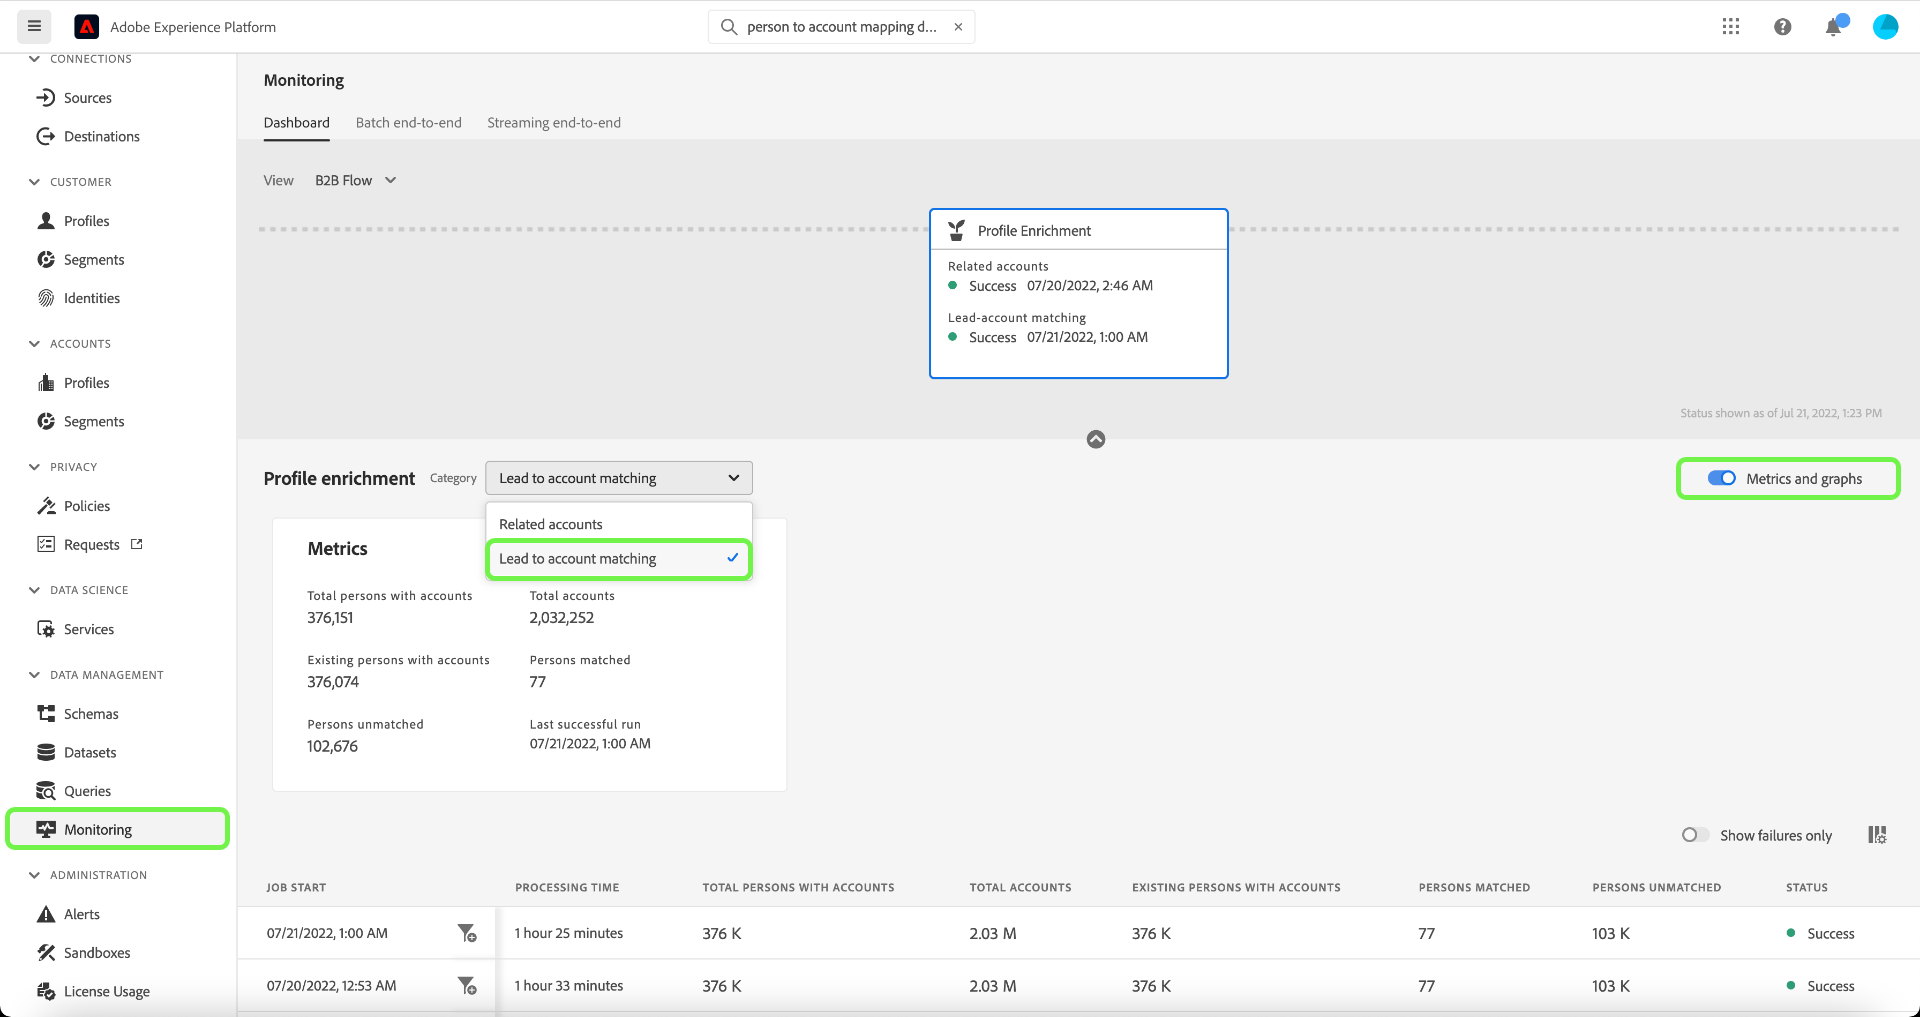 Adobe Experience Platform
person to account mapping d...
CONNECTIONS
Sources
Destinations
CUSTOMER
Profiles
Segments
Identities
ACCOUNTS
Profiles
Segments
PRIVACY
Policies
Requests
DATA SCIENCE
Services
DATA MANAGEMENT
Schemas
Datasets
Queries
Monitoring
ADMINISTRATION
Alerts
Sandboxes
License Usage
Monitoring
Dashboard Batch end-to-end Streaming end-to-end
View B2B Flow
Profile Enrichment
Related accounts
Success 07/20/2022, 2:46 AM
Lead-account matching
Success 07/21/2022, 1:00 AM
Status shown as of Jul 21, 2022, 1:23 PM
Profile enrichment Category Lead to account matching
Metrics and graphs
Related accounts
Lead to account matching
Metrics
Total persons with accounts Total accounts
376,151 2,032,252
Existing persons with accounts Persons matched
376,074 77
Persons unmatched Last successful run
102,676 07/21/2022, 1:00 AM
Show failures only
JOB START PROCESSING TIME TOTAL PERSONS WITH ACCOUNTS TOTAL ACCOUNTS EXISTING PERSONS WITH ACCOUNTS PERSONS MATCHED PERSONS UNMATCHED STATUS
07/21/2022, 1:00 AM 1 hour 25 minutes 376 K 2.03 M 376 K 77 103 K Success
07/20/2022, 12:53 AM 1 hour 33 minutes 376 K 2.03 M 376 K 77 103 K Success